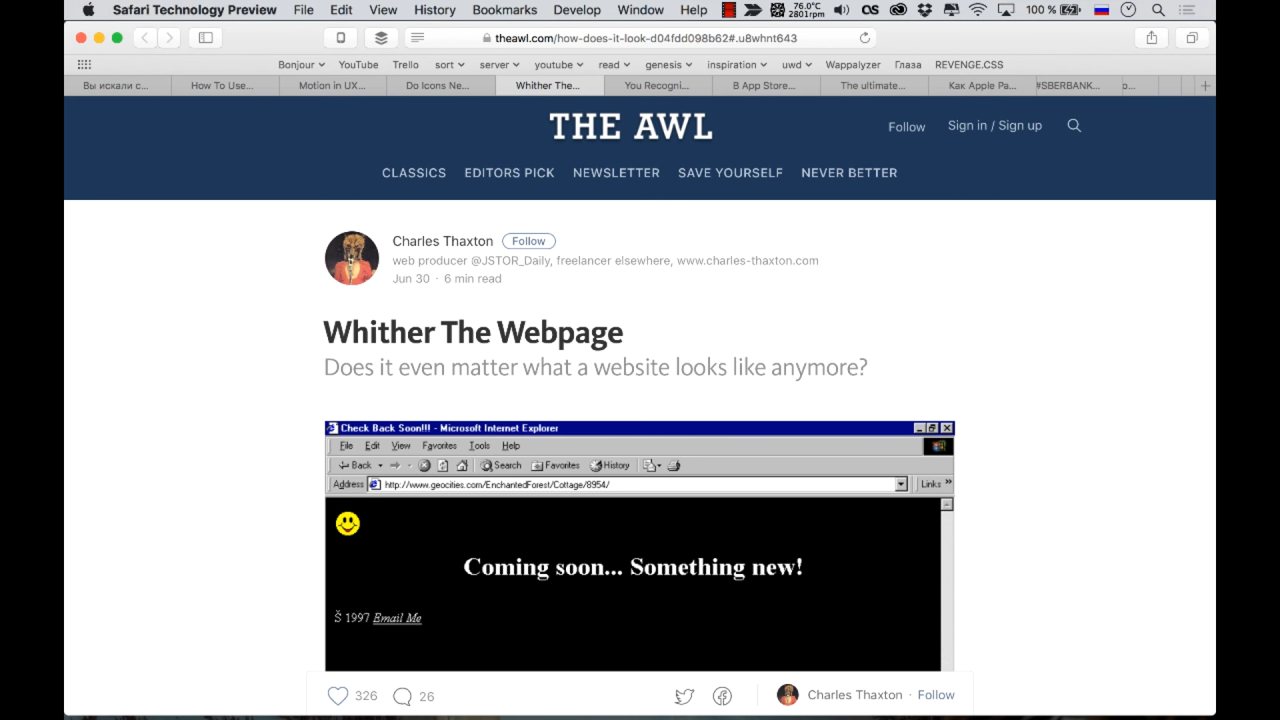 Safari Technology Preview File Edit View History Bookmarks Develop Window Help 76.0°C 2801rpm 100 %
theawl.com/how-does-it-look-d04fdd098b62#.u8whnt643
Bonjour YouTube Trello sort server youtube read genesis inspiration uwd Wappalyzer Глаза REVENGE.CSS
Вы искали с... How To Use... Motion in UX... Do Icons Ne... Whither The... You Recogni... В App Store... The ultimate... Как Apple Pa... #SBERBANK...
THE AWL
Follow Sign in / Sign up
CLASSICS EDITORS PICK NEWSLETTER SAVE YOURSELF NEVER BETTER
Charles Thaxton Follow
web producer @JSTOR_Daily, freelancer elsewhere, www.charles-thaxton.com
Jun 30 · 6 min read
Whither The Webpage
Does it even matter what a website looks like anymore?
Check Back Soon!!! - Microsoft Internet Explorer
File Edit View Favorites Tools Help
Back Search Favorites History
Address http://www.geocities.com/EnchantedForest/Cottage/8954/ Links »
Coming soon... Something new!
Š 1997 Email Me
326 26 Charles Thaxton · Follow